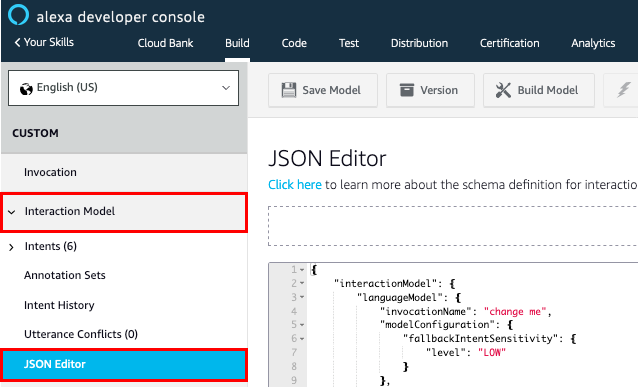 alexa developer console
Your Skills Cloud Bank Build Code Test Distribution Certification Analytics
English (US) Save Model Version Build Model
CUSTOM
Invocation
Interaction Model
Intents (6)
Annotation Sets
Intent History
Utterance Conflicts (0)
JSON Editor
JSON Editor
Click here to learn more about the schema definition for interactio
1 {
2 "interactionModel": {
3 "languageModel": {
4 "invocationName": "change me",
5 "modelConfiguration": {
6 "fallbackIntentSensitivity": {
7 "level": "LOW"
8 }
9 },